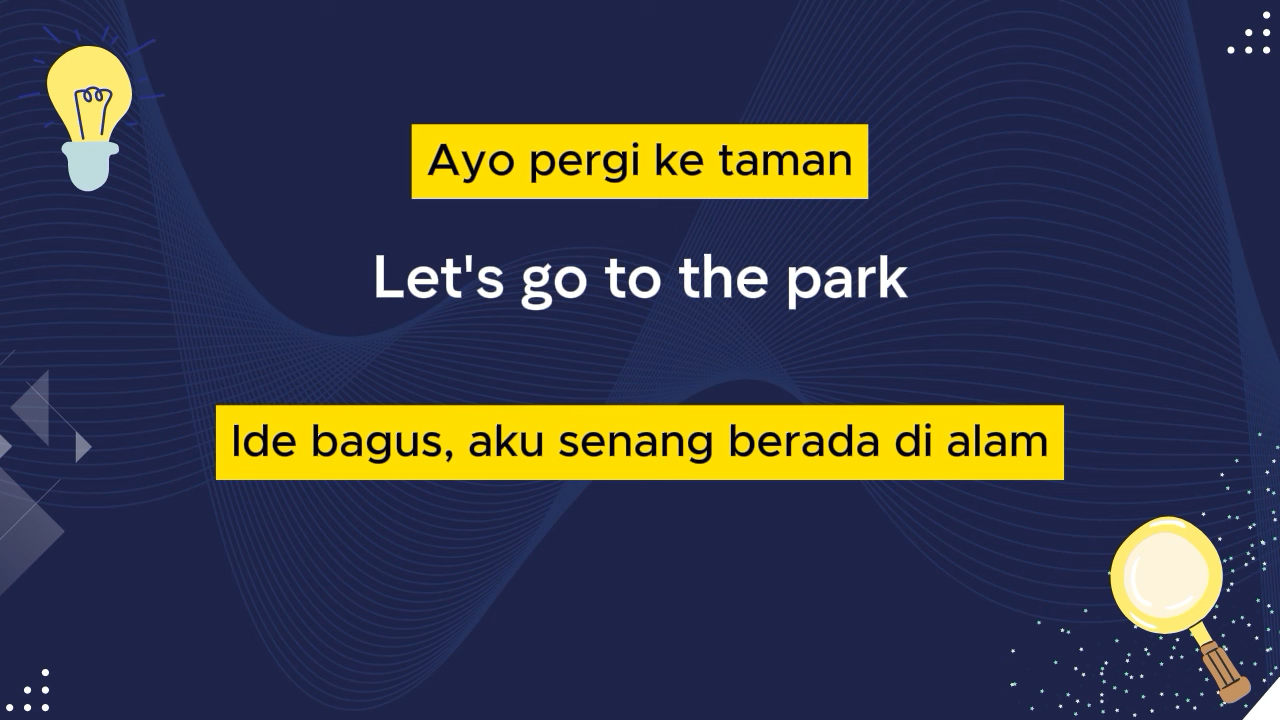 Ayo pergi ke taman
Let's go to the park
Ide bagus, aku senang berada di alam